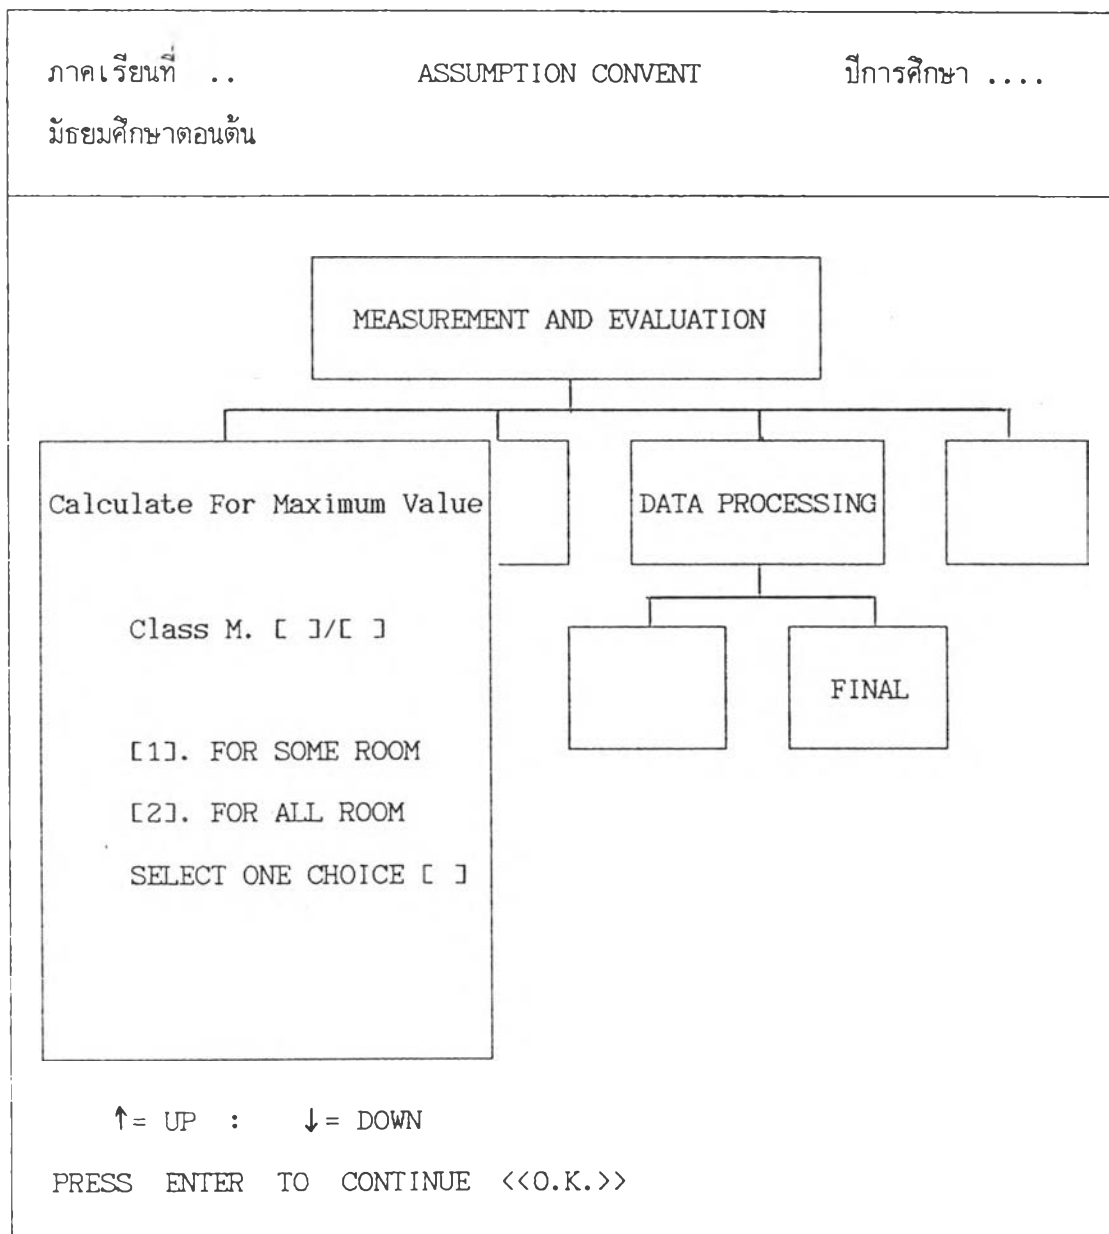 ภาคเรียนที่ .. ASSUMPTION CONVENT ปีการศึกษา ....
มัธยมศึกษาตอนต้น
MEASUREMENT AND EVALUATION
Calculate For Maximum Value
DATA PROCESSING
Class M. [ ]/[ ]
FINAL
[1]. FOR SOME ROOM
[2]. FOR ALL ROOM
SELECT ONE CHOICE [ ]
↑= UP : ↓= DOWN
PRESS ENTER TO CONTINUE <<O.K.>>